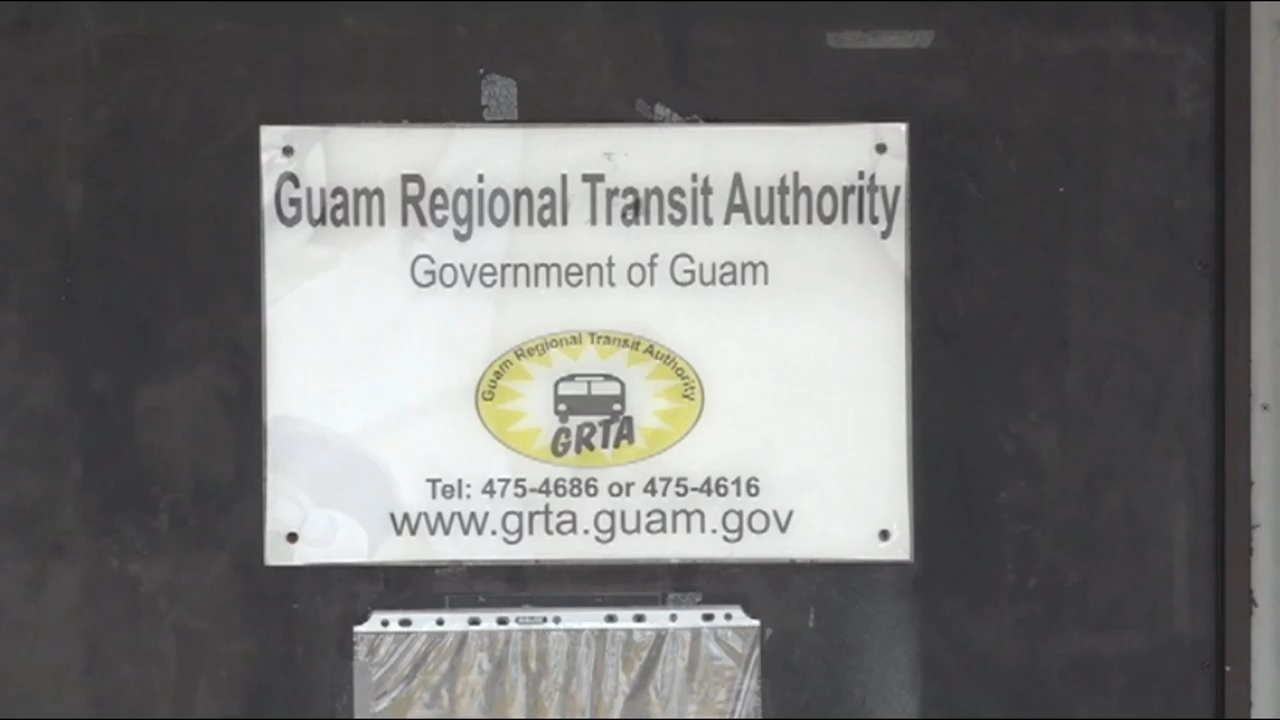 Guam Regional Transit Authority
Government of Guam
Guam Regional Transit Authority
GRTA
Tel: 475-4686 or 475-4616
www.grta.guam.gov